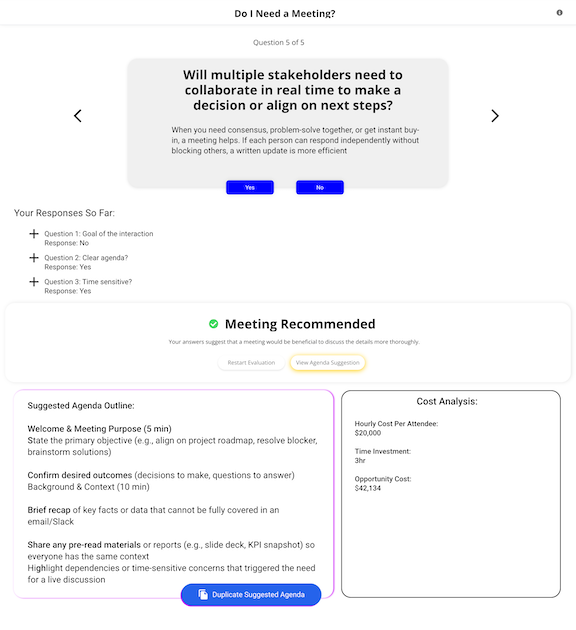 Do I Need a Meeting?
Question 5 of 5
Will multiple stakeholders need to
collaborate in real time to make a
decision or align on next steps?
When you need consensus, problem-solve together, or get instant buy-
in, a meeting helps. If each person can respond independently without
blocking others, a written update is more efficient
Yes
No
Your Responses So Far:
Question 1: Goal of the interaction
Response: No
Question 2: Clear agenda?
Response: Yes
Question 3: Time sensitive?
Response: Yes
Meeting Recommended
Your answers suggest that a meeting would be beneficial to discuss the details more thoroughly.
Restart Evaluation
View Agenda Suggestion
Suggested Agenda Outline:
Welcome & Meeting Purpose (5 min)
State the primary objective (e.g., align on project roadmap, resolve blocker,
brainstorm solutions)
Confirm desired outcomes (decisions to make, questions to answer)
Background & Context (10 min)
Brief recap of key facts or data that cannot be fully covered in an
email/Slack
Share any pre-read materials or reports (e.g., slide deck, KPI snapshot) so
everyone has the same context
Highlight dependencies or time-sensitive concerns that triggered the need
for a live discussion
Duplicate Suggested Agenda
Cost Analysis:
Hourly Cost Per Attendee:
$20,000
Time Investment:
3hr
Opportunity Cost:
$42,134